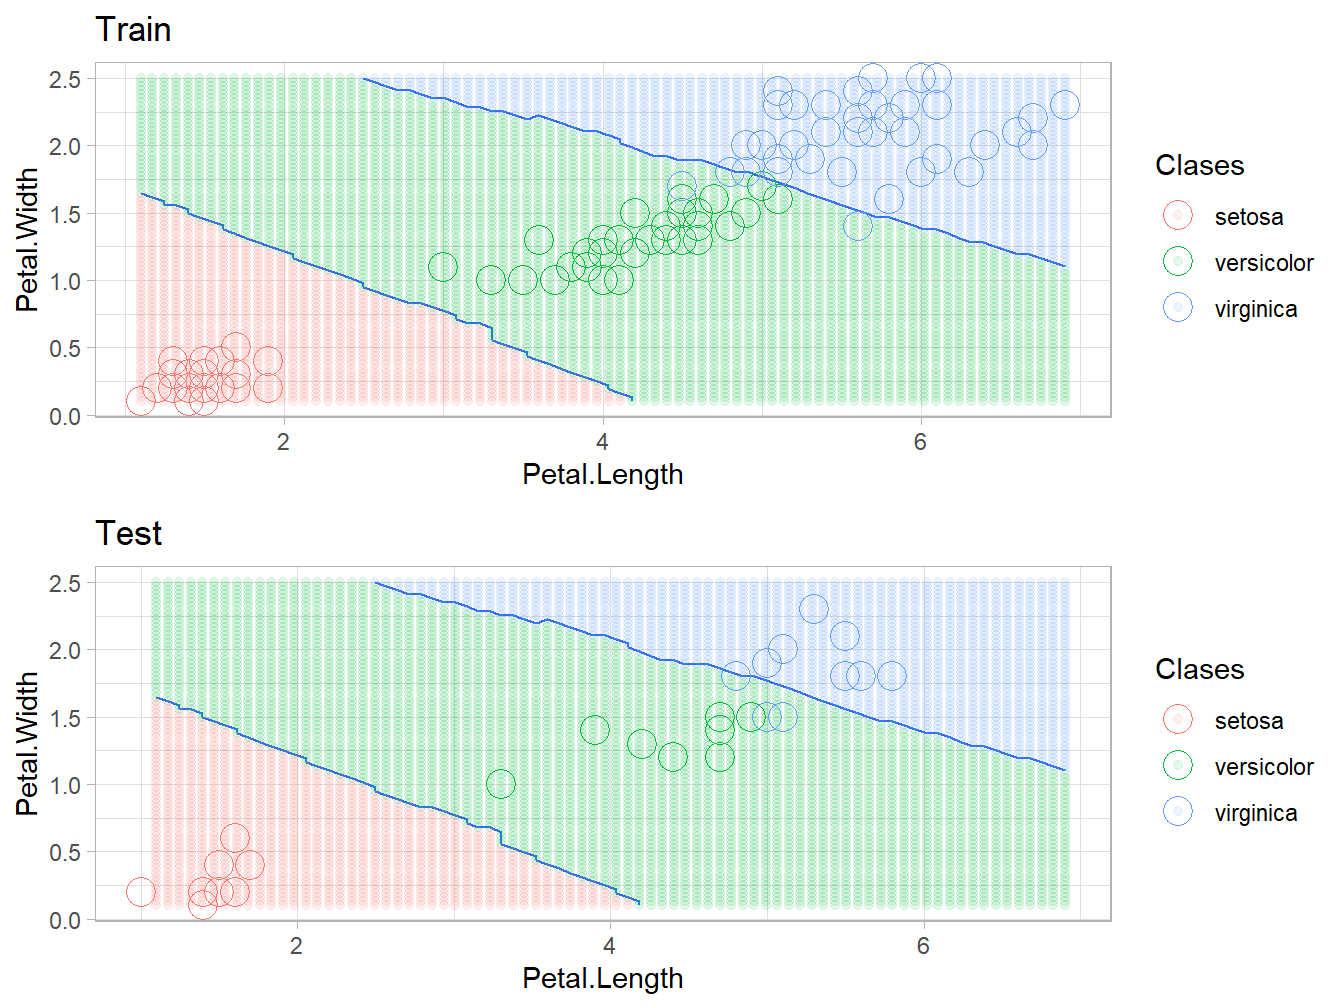 Train
Petal.Width
2.5
2.0
1.5
1.0
0.5
0.0
2
4
6
Petal.Length
Clases
setosa
versicolor
virginica
Test
Petal.Width
2.5
2.0
1.5
1.0
0.5
0.0
2
4
6
Petal.Length
Clases
setosa
versicolor
virginica